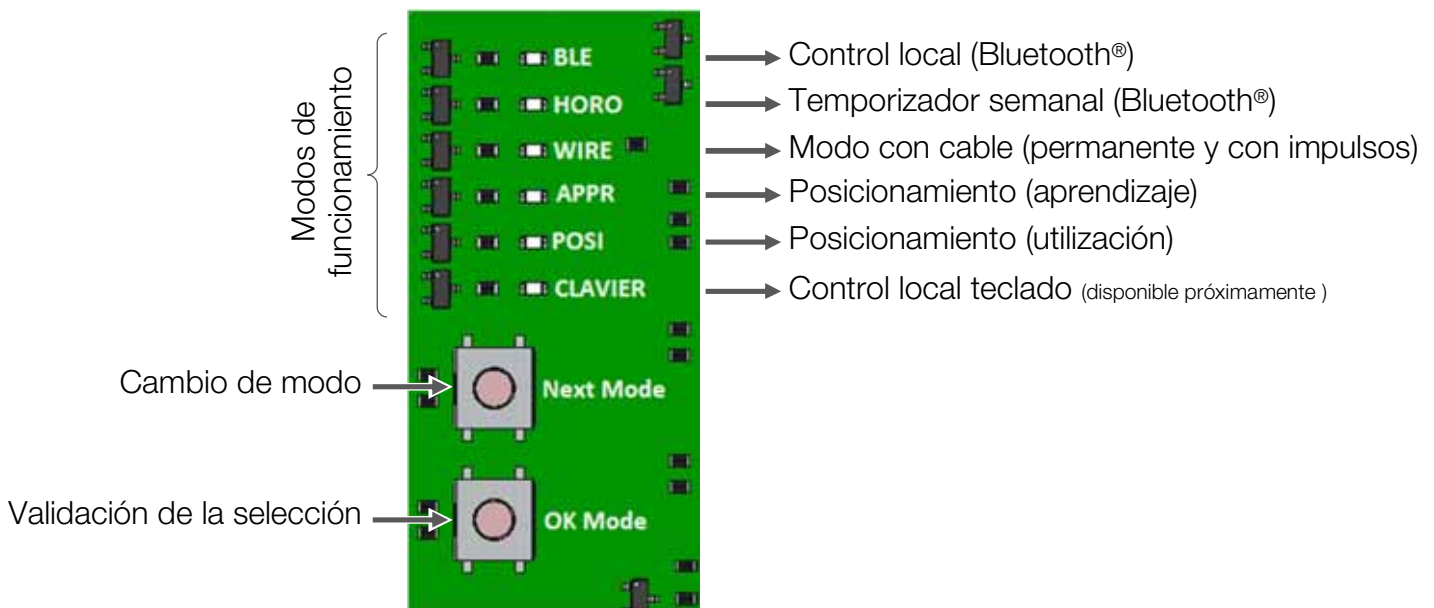 Modos de
funcionamiento
BLE
Control local (Bluetooth®)
HORO
Temporizador semanal (Bluetooth®)
WIRE
Modo con cable (permanente y con impulsos)
APPR
Posicionamiento (aprendizaje)
POSI
Posicionamiento (utilización)
CLAVIER
Control local teclado (disponible próximamente )
Cambio de modo
Next Mode
Validación de la selección
OK Mode